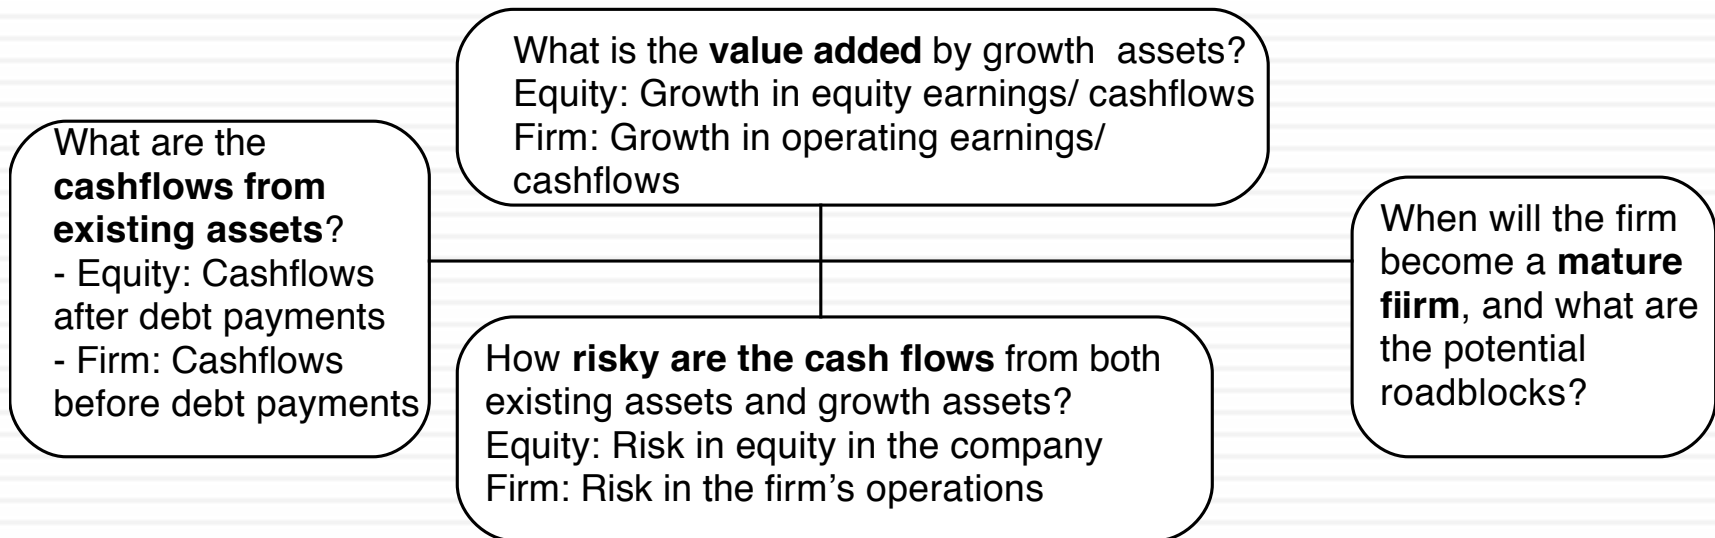 What is the value added by growth assets?
Equity: Growth in equity earnings/ cashflows
Firm: Growth in operating earnings/
cashflows
What are the
cashflows from
existing assets?
- Equity: Cashflows
after debt payments
- Firm: Cashflows
before debt payments
How risky are the cash flows from both
existing assets and growth assets?
Equity: Risk in equity in the company
Firm: Risk in the firm’s operations
When will the firm
become a mature
fiirm, and what are
the potential
roadblocks?